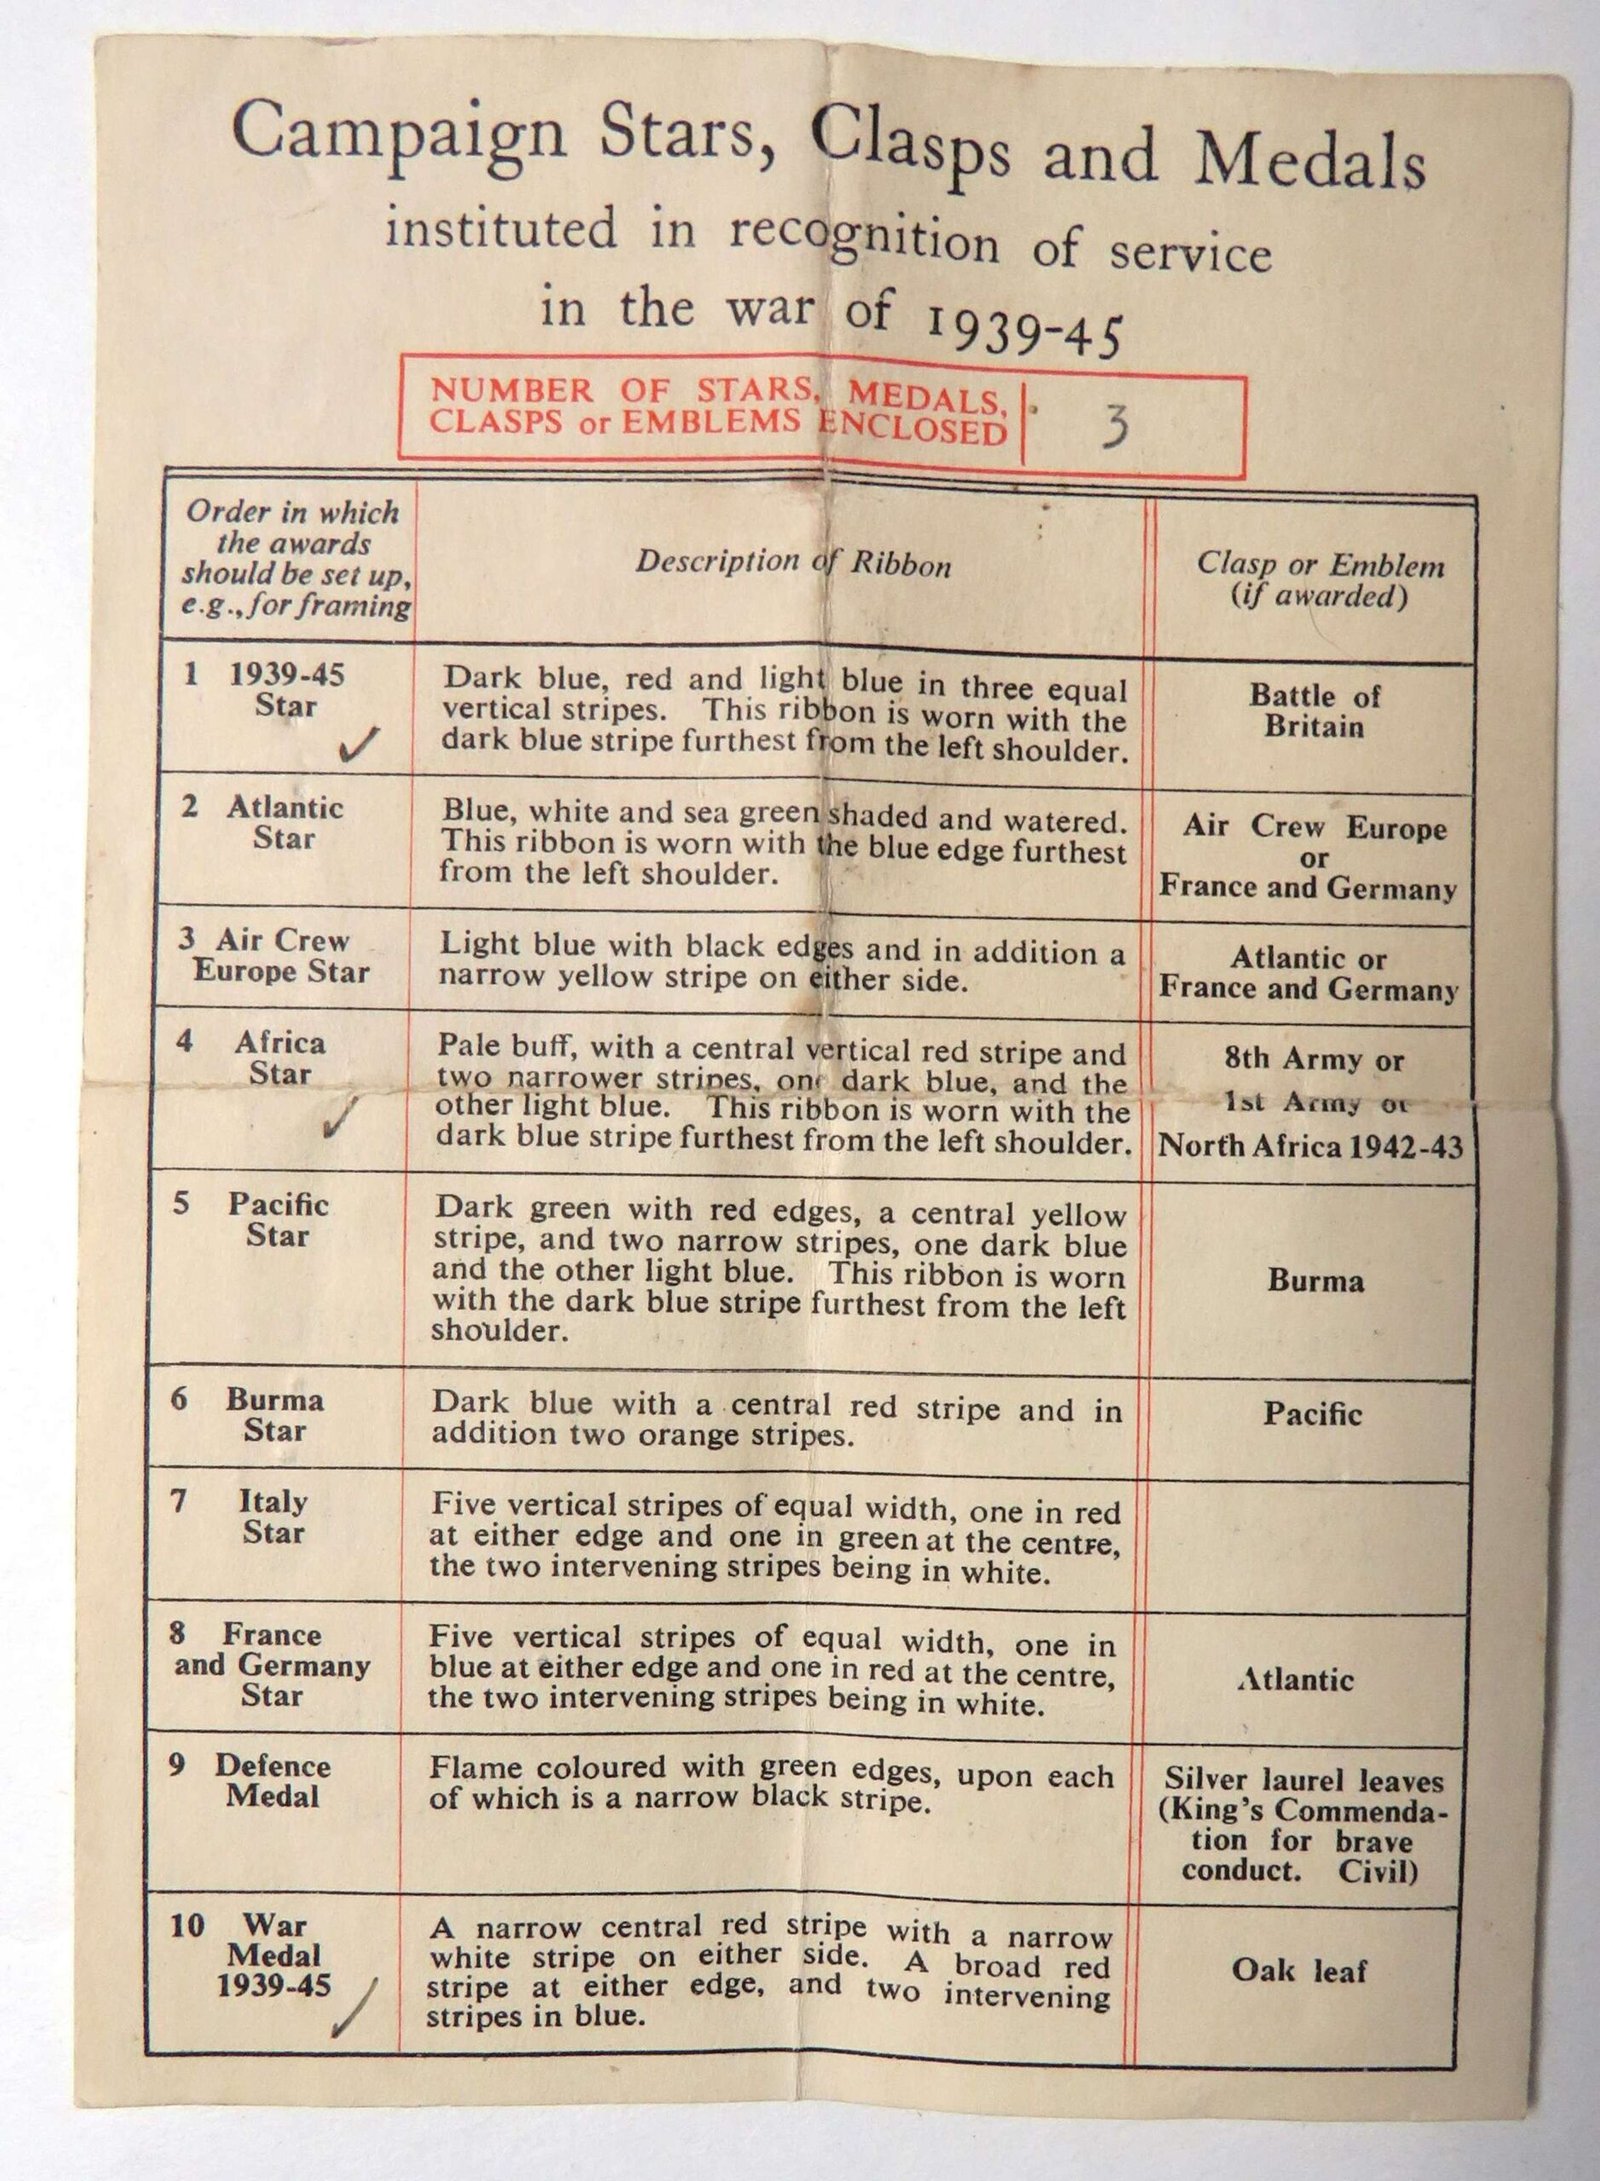 Campaign Stars, Clasps and Medals
instituted in recognition of service
in the war of 1939-45
NUMBER OF STARS, MEDALS,
CLASPS or EMBLEMS ENCLOSED
3
Order in which
the awards
should be set up,
e.g., for framing
Description of Ribbon
Clasp or Emblem
(if awarded)
1 1939-45
Star
✓
Dark blue, red and light blue in three equal
vertical stripes. This ribbon is worn with the
dark blue stripe furthest from the left shoulder.
Battle of
Britain
2 Atlantic
Star
Blue, white and sea green shaded and watered.
This ribbon is worn with the blue edge furthest
from the left shoulder.
Air Crew Europe
or
France and Germany
3 Air Crew
Europe Star
Light blue with black edges and in addition a
narrow yellow stripe on either side.
Atlantic or
France and Germany
4 Africa
Star
✓
Pale buff, with a central vertical red stripe and
two narrower stripes, one dark blue, and the
other light blue. This ribbon is worn with the
dark blue stripe furthest from the left shoulder.
8th Army or
1st Army or
North Africa 1942-43
5 Pacific
Star
Dark green with red edges, a central yellow
stripe, and two narrow stripes, one dark blue
and the other light blue. This ribbon is worn
with the dark blue stripe furthest from the left
shoulder.
Burma
6 Burma
Star
Dark blue with a central red stripe and in
addition two orange stripes.
Pacific
7 Italy
Star
Five vertical stripes of equal width, one in red
at either edge and one in green at the centre,
the two intervening stripes being in white.
8 France
and Germany
Star
Five vertical stripes of equal width, one in
blue at either edge and one in red at the centre,
the two intervening stripes being in white.
Atlantic
9 Defence
Medal
Flame coloured with green edges, upon each
of which is a narrow black stripe.
Silver laurel leaves
(King's Commenda-
tion for brave
conduct. Civil)
10 War
Medal
1939-45
✓
A narrow central red stripe with a narrow
white stripe on either side. A broad red
stripe at either edge, and two intervening
stripes in blue.
Oak leaf